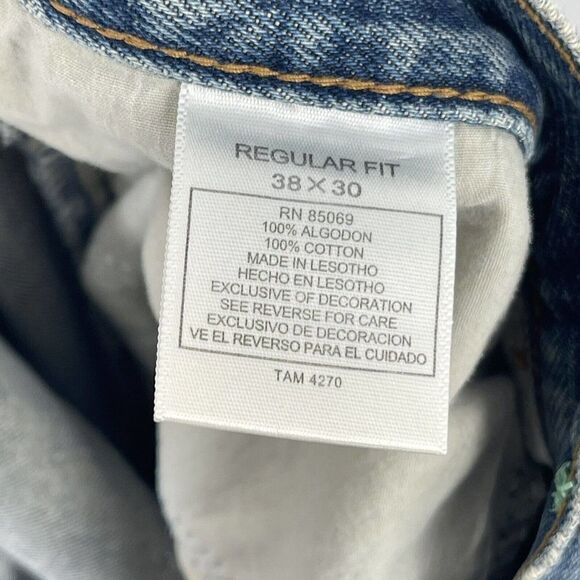 REGULAR FIT
38 X 30
RN 85069
100% ALGODON
100% COTTON
MADE IN LESOTHO
HECHO EN LESOTHO
EXCLUSIVE OF DECORATION
SEE REVERSE FOR CARE
EXCLUSIVO DE DECORACION
VE EL REVERSO PARA EL CUIDADO
TAM 4270